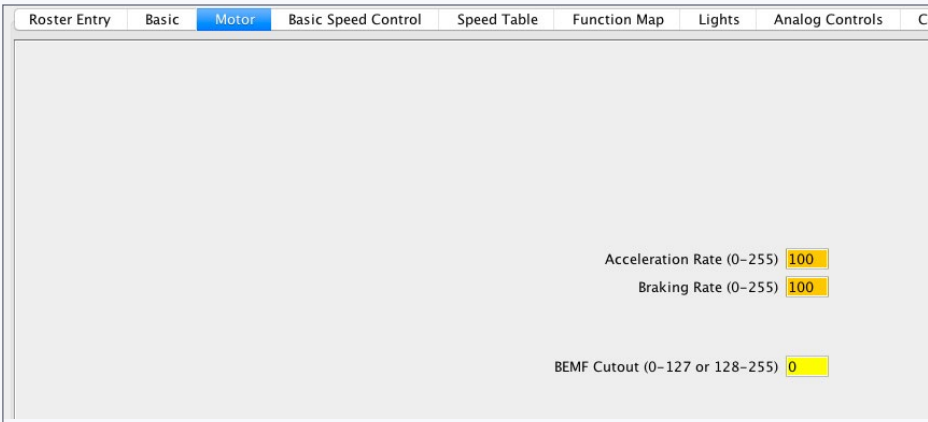 Roster Entry Basic Motor Basic Speed Control Speed Table Function Map Lights Analog Controls C
Acceleration Rate (0-255) 100
Braking Rate (0-255) 100
BEMF Cutout (0-127 or 128-255) 0